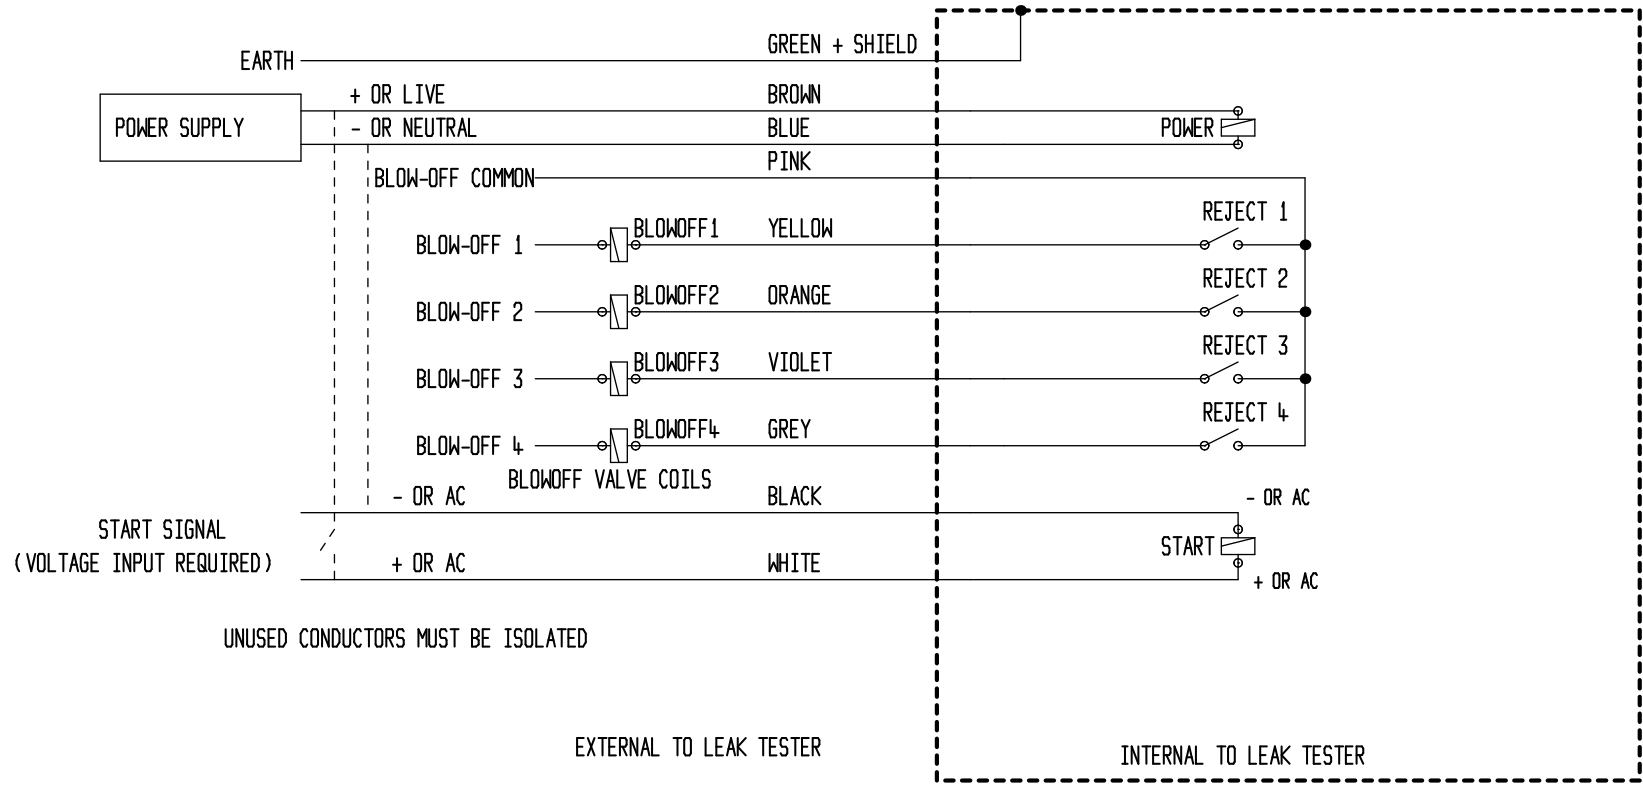 GREEN + SHIELD
EARTH
+ OR LIVE
BROWN
POWER SUPPLY
- OR NEUTRAL
BLUE
POWER
PINK
BLOW-OFF COMMON
REJECT 1
BLOWOFF1
YELLOW
BLOW-OFF 1
REJECT 2
BLOWOFF2
ORANGE
BLOW-OFF 2
REJECT 3
BLOWOFF3
VIOLET
BLOW-OFF 3
REJECT 4
BLOWOFF4
GREY
BLOW-OFF 4
BLOWOFF VALVE COILS
- OR AC
BLACK
- OR AC
START SIGNAL
(VOLTAGE INPUT REQUIRED)
START
+ OR AC
WHITE
+ OR AC
UNUSED CONDUCTORS MUST BE ISOLATED
EXTERNAL TO LEAK TESTER
INTERNAL TO LEAK TESTER